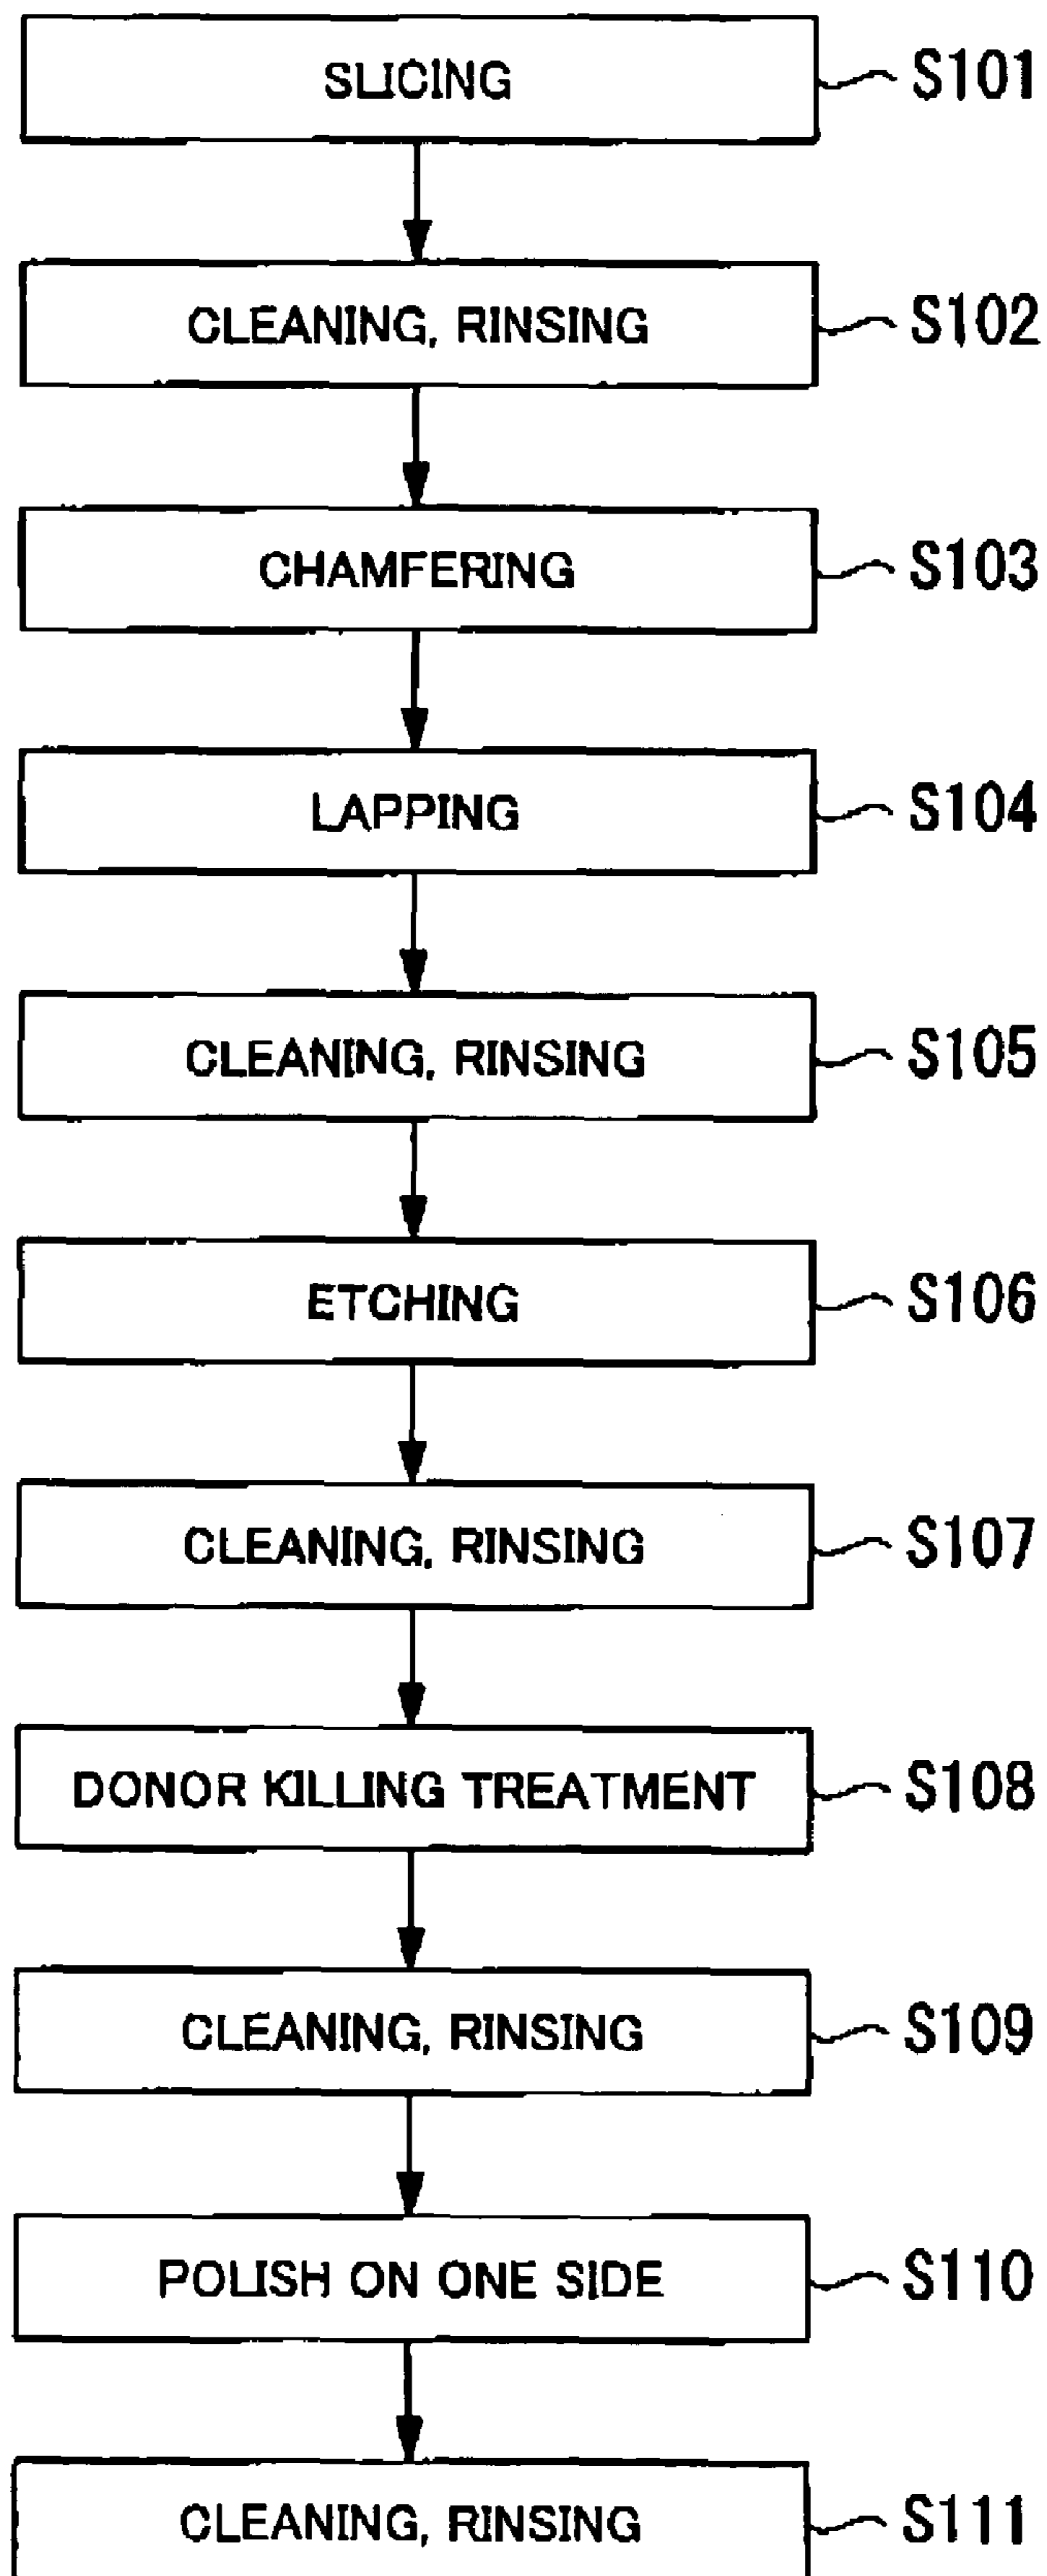 SLICING S101
CLEANING, RINSING S102
CHAMFERING S103
LAPPING S104
CLEANING, RINSING S105
ETCHING S106
CLEANING, RINSING S107
DONOR KILLING TREATMENT S108
CLEANING, RINSING S109
POLISH ON ONE SIDE S110
CLEANING, RINSING S111